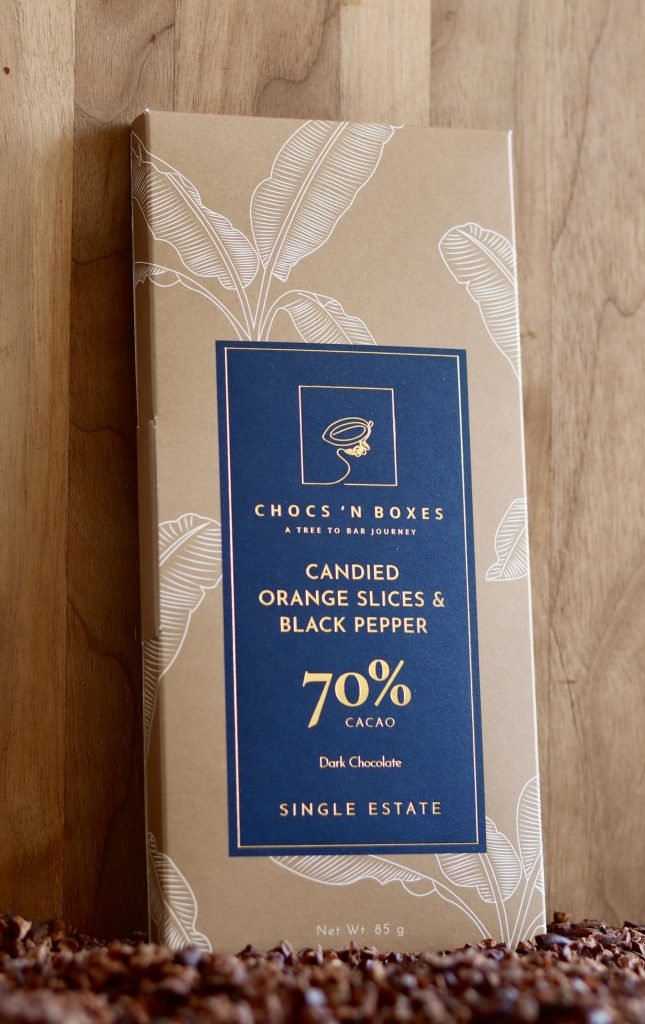 CHOCS 'N BOXES
A TREE TO BAR JOURNEY
CANDIED
ORANGE SLICES &
BLACK PEPPER
70%
CACAO
Dark Chocolate
SINGLE ESTATE
Net Wt. 85 g